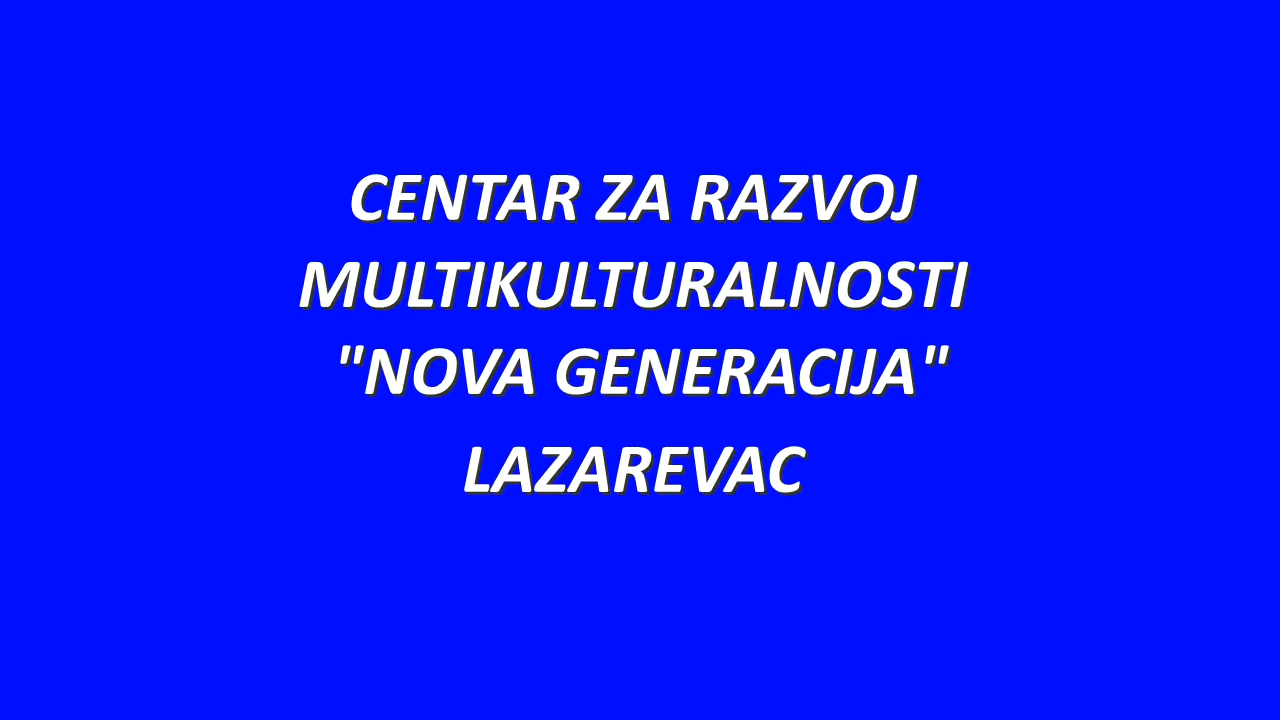 CENTAR ZA RAZVOJ
MULTIKULTURALNOSTI
"NOVA GENERACIJA"
LAZAREVAC